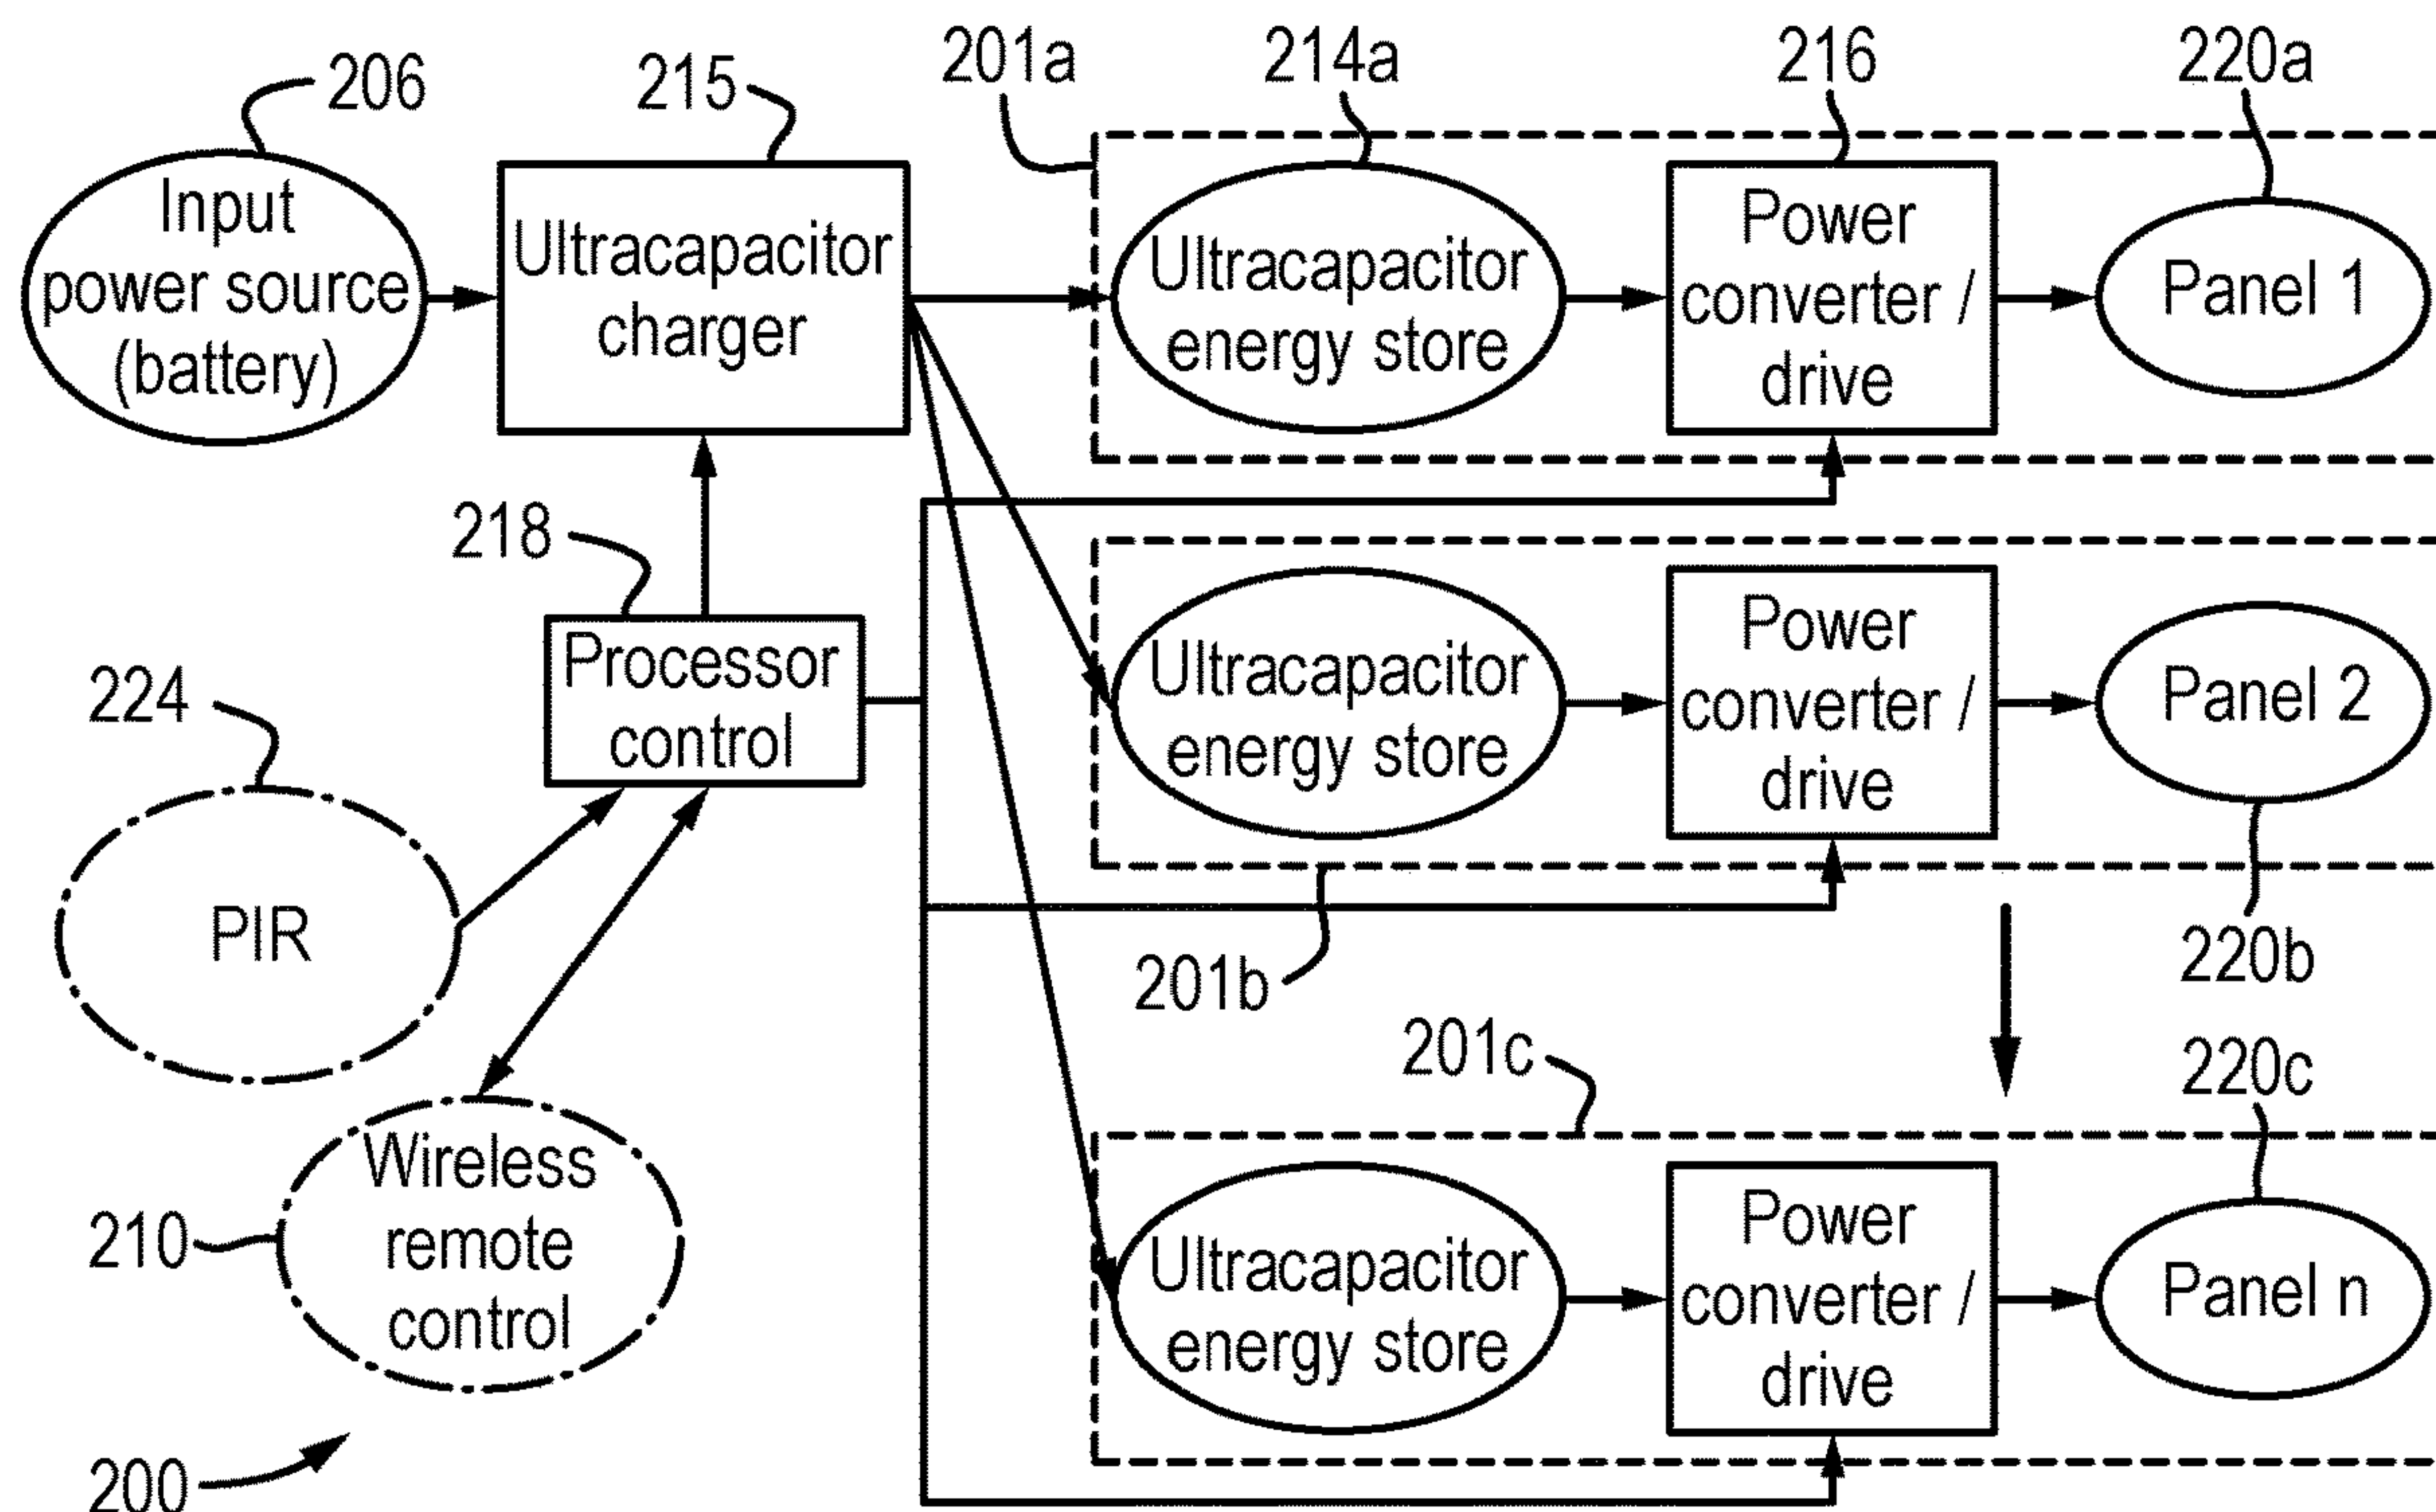 206
215
201a
214a
216
220a
Input
power source
(battery)
Ultracapacitor
charger
Ultracapacitor
energy store
Power
converter /
drive
Panel 1
218
Processor
control
Ultracapacitor
energy store
Power
converter /
drive
Panel 2
224
PIR
201b
220b
201c
220c
210
Wireless
remote
control
Ultracapacitor
energy store
Power
converter /
drive
Panel n
200